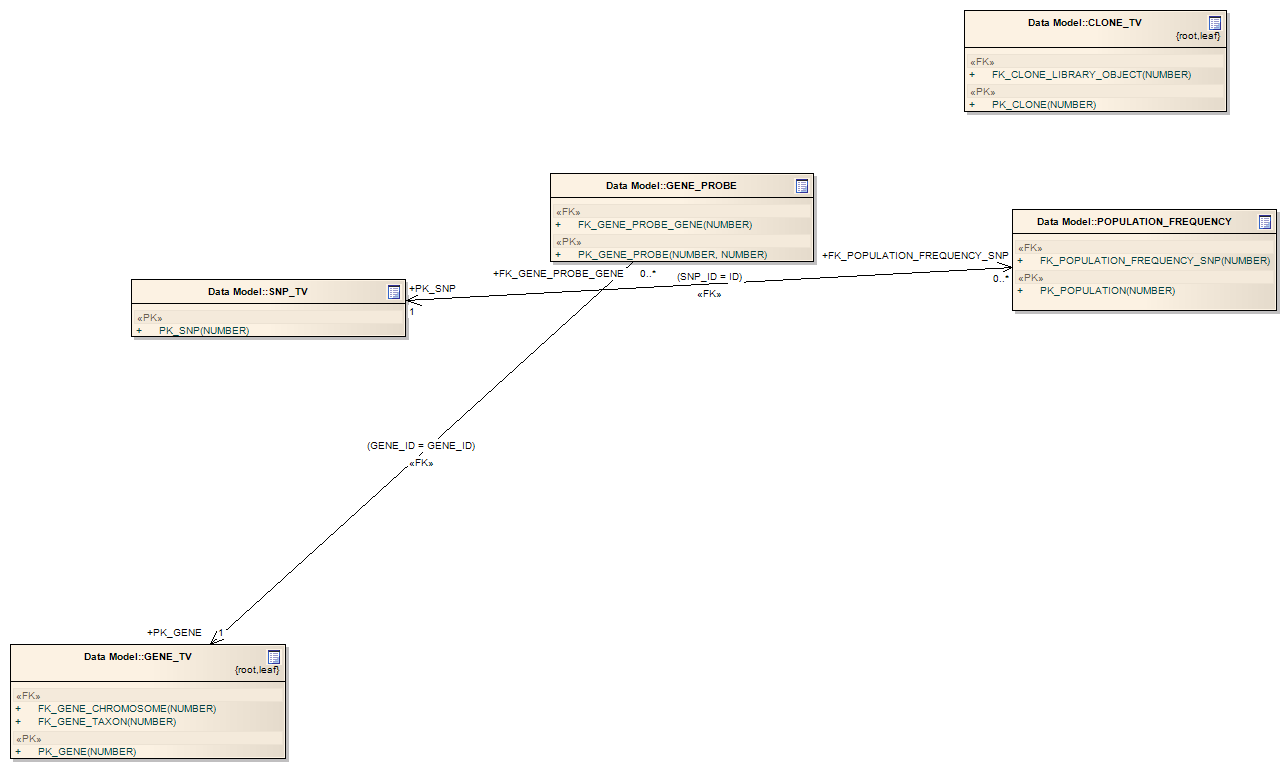 Data Model::CLONE_TV
{root,leaf}
«FK»
+ FK_CLONE_LIBRARY_OBJECT(NUMBER)
«PK»
+ PK_CLONE(NUMBER)
Data Model::GENE_PROBE
«FK»
+ FK_GENE_PROBE_GENE(NUMBER)
«PK»
+ PK_GENE_PROBE(NUMBER, NUMBER)
Data Model::POPULATION_FREQUENCY
«FK»
+ FK_POPULATION_FREQUENCY_SNP(NUMBER)
«PK»
+ PK_POPULATION(NUMBER)
+FK_POPULATION_FREQUENCY_SNP
0..*
+FK_GENE_PROBE_GENE 0..*
(SNP_ID = ID)
«FK»
Data Model::SNP_TV
«PK»
+ PK_SNP(NUMBER)
+PK_SNP
1
(GENE_ID = GENE_ID)
«FK»
+PK_GENE 1
Data Model::GENE_TV
{root,leaf}
«FK»
+ FK_GENE_CHROMOSOME(NUMBER)
+ FK_GENE_TAXON(NUMBER)
«PK»
+ PK_GENE(NUMBER)